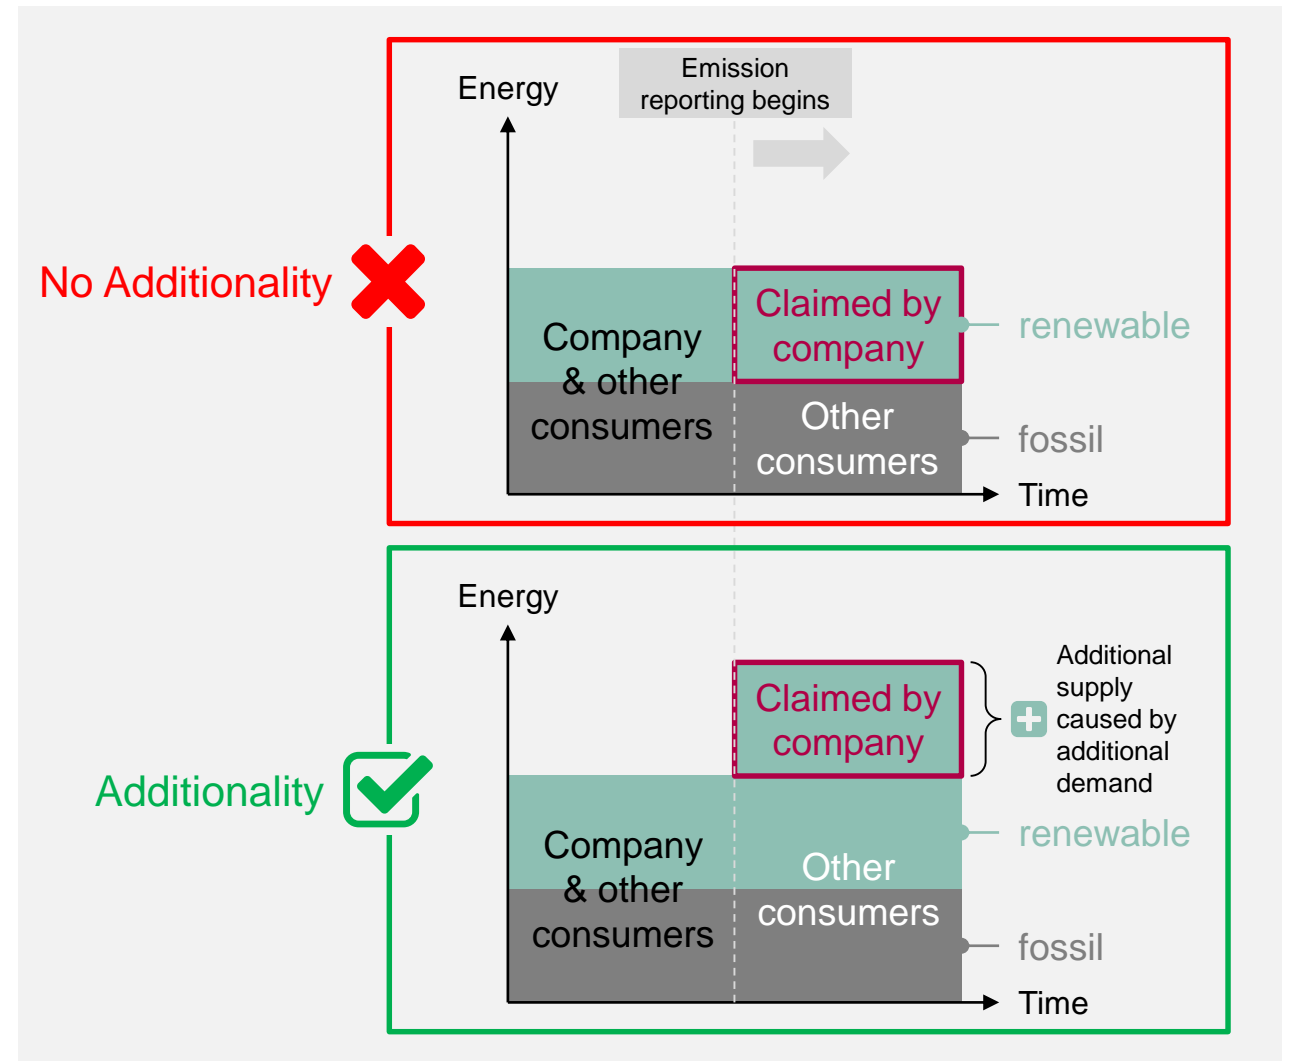 Emission
reporting begins
Energy
No Additionality
Claimed by
company
Company
& other
consumers
Other
consumers
renewable
fossil
Time
Energy
Additionality
Claimed by
company
Additional
supply
caused by
additional
demand
Company
& other
consumers
Other
consumers
renewable
fossil
Time